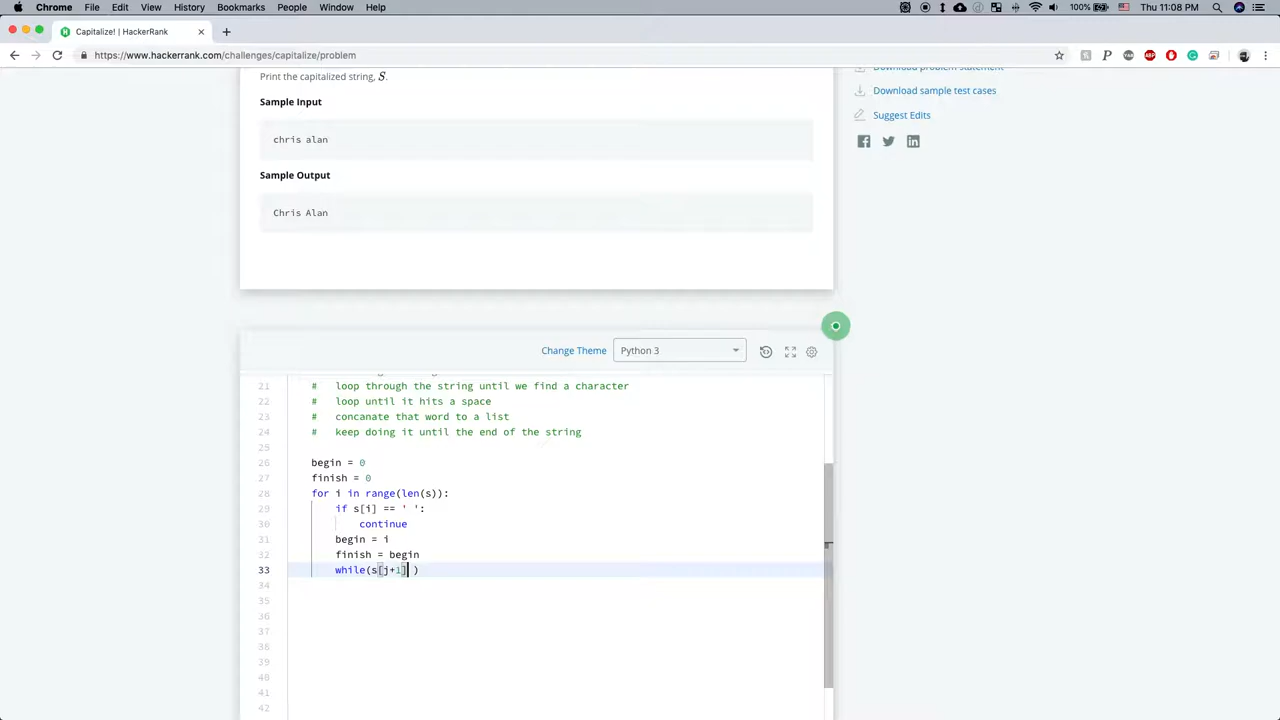 Chrome File Edit View History Bookmarks People Window Help 100% Thu 11:08 PM
Capitalize! | HackerRank
https://www.hackerrank.com/challenges/capitalize/problem
Print the capitalized string, S.
Download problem statement
Sample Input
Download sample test cases
Suggest Edits
chris alan
Sample Output
Chris Alan
Change Theme Python 3
21 # loop through the string until we find a character
22 # loop until it hits a space
23 # concanate that word to a list
24 # keep doing it until the end of the string
25
26 begin = 0
27 finish = 0
28 for i in range(len(s)):
29 if s[i] == ' ':
30 continue
31 begin = i
32 finish = begin
33 while(s[j+1] )
34
35
36
37
38
39
40
41
42